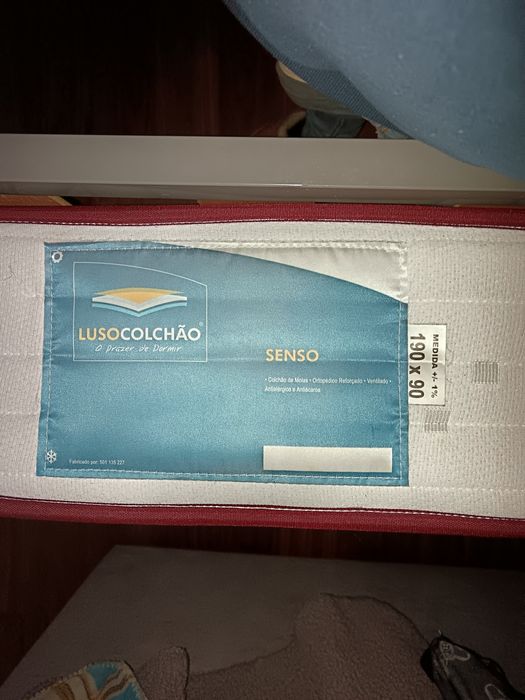 LUSOCOLCHÃO®
O prazer de Dormir
SENSO
• Colchão de Molas • Ortopédico Reforçado • Ventilado •
Antialérgico e Antiácaros
Fabricado por: 501 135 227
MEDIDA +/- 1%
190 X 90